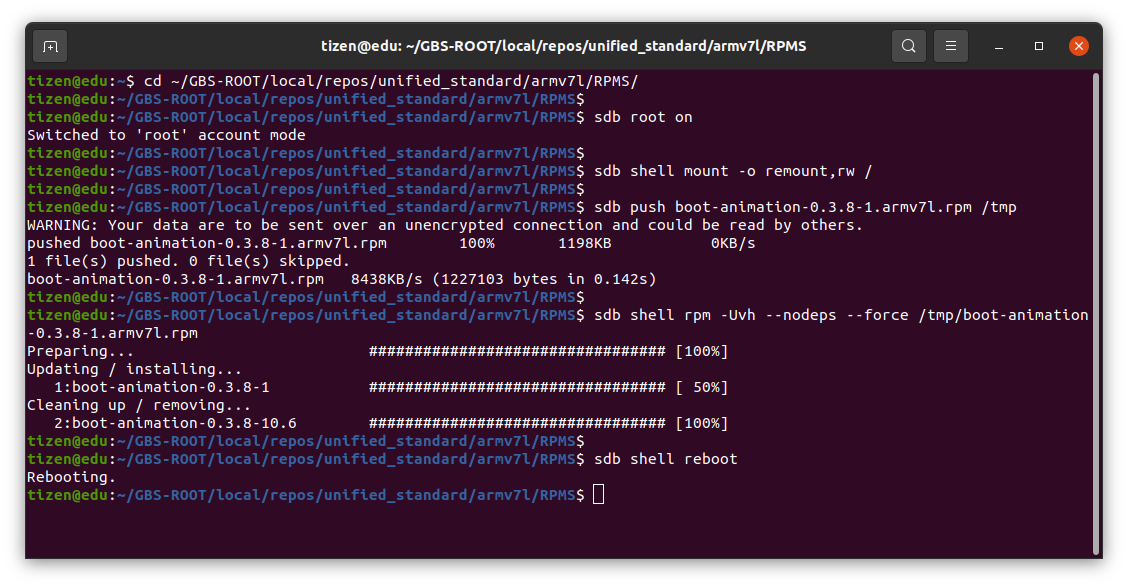 tizen@edu: ~/GBS-ROOT/local/repos/unified_standard/armv7l/RPMS
tizen@edu:~$ cd ~/GBS-ROOT/local/repos/unified_standard/armv7l/RPMS/
tizen@edu:~/GBS-ROOT/local/repos/unified_standard/armv7l/RPMS$
tizen@edu:~/GBS-ROOT/local/repos/unified_standard/armv7l/RPMS$ sdb root on
Switched to 'root' account mode
tizen@edu:~/GBS-ROOT/local/repos/unified_standard/armv7l/RPMS$
tizen@edu:~/GBS-ROOT/local/repos/unified_standard/armv7l/RPMS$ sdb shell mount -o remount,rw /
tizen@edu:~/GBS-ROOT/local/repos/unified_standard/armv7l/RPMS$
tizen@edu:~/GBS-ROOT/local/repos/unified_standard/armv7l/RPMS$ sdb push boot-animation-0.3.8-1.armv7l.rpm /tmp
WARNING: Your data are to be sent over an unencrypted connection and could be read by others.
pushed boot-animation-0.3.8-1.armv7l.rpm        100%       1198KB           0KB/s
1 file(s) pushed. 0 file(s) skipped.
boot-animation-0.3.8-1.armv7l.rpm   8438KB/s (1227103 bytes in 0.142s)
tizen@edu:~/GBS-ROOT/local/repos/unified_standard/armv7l/RPMS$
tizen@edu:~/GBS-ROOT/local/repos/unified_standard/armv7l/RPMS$ sdb shell rpm -Uvh --nodeps --force /tmp/boot-animation
-0.3.8-1.armv7l.rpm
Preparing...                          ################################# [100%]
Updating / installing...
   1:boot-animation-0.3.8-1           ################################# [ 50%]
Cleaning up / removing...
   2:boot-animation-0.3.8-10.6        ################################# [100%]
tizen@edu:~/GBS-ROOT/local/repos/unified_standard/armv7l/RPMS$
tizen@edu:~/GBS-ROOT/local/repos/unified_standard/armv7l/RPMS$ sdb shell reboot
Rebooting.
tizen@edu:~/GBS-ROOT/local/repos/unified_standard/armv7l/RPMS$